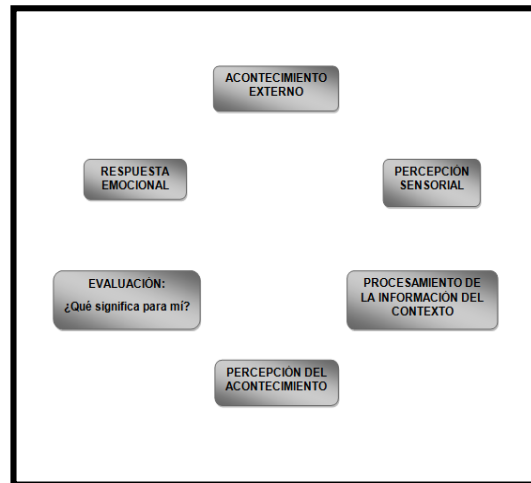 ACONTECIMIENTO
EXTERNO
RESPUESTA
EMOCIONAL
PERCEPCIÓN
SENSORIAL
EVALUACIÓN:
¿Qué significa para mí?
PROCESAMIENTO DE
LA INFORMACIÓN DEL
CONTEXTO
PERCEPCIÓN DEL
ACONTECIMIENTO